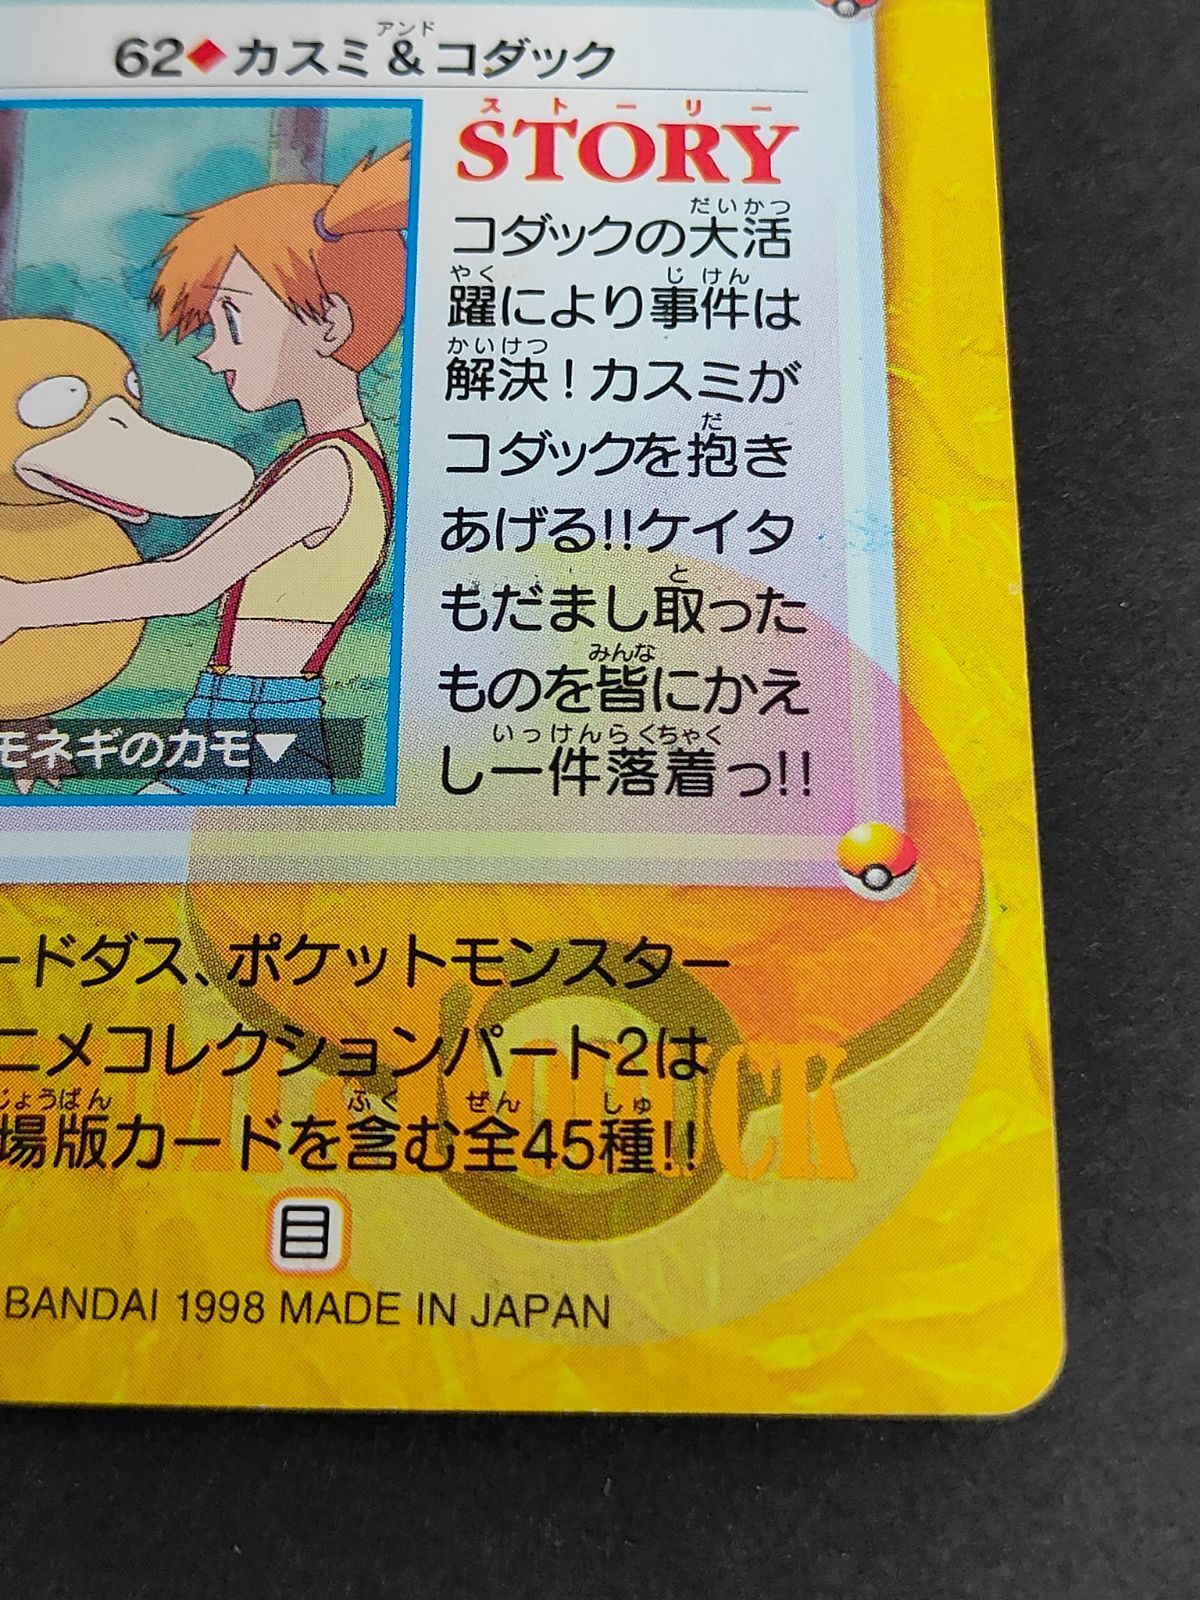 アンド
62◆カスミ&コダック
ストーリー
STORY
だいかつ
コダックの大活
やく じけん
躍により事件は
かいけつ
解決！カスミが
だ
コダックを抱き
あげる!!ケイタ
と
もだまし取った
みんな
ものを皆にかえ
いっけんらくちゃく
し一件落着っ!!
モネギのカモ▼
ードダス、ポケットモンスター
ニメコレクションパート2は
じょうばん ふく ぜん しゅ
場版カードを含む全45種!!
目
BANDAI 1998 MADE IN JAPAN